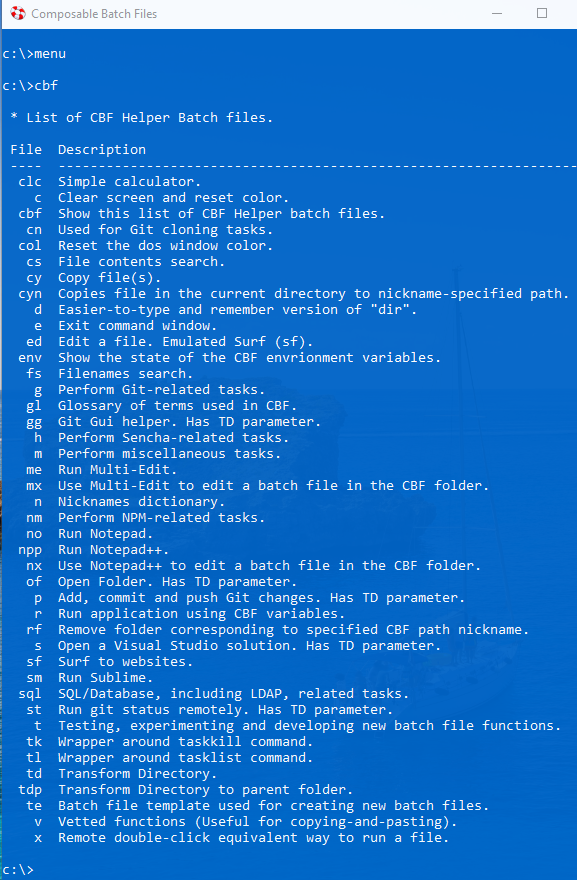 Composable Batch Files
c:\>menu
c:\>cbf
* List of CBF Helper Batch files.
File  Description
----  -----------------------------------------------------------------
clc  Simple calculator.
c  Clear screen and reset color.
cbf  Show this list of CBF Helper batch files.
cn  Used for Git cloning tasks.
col  Reset the dos window color.
cs  File contents search.
cy  Copy file(s).
cyn  Copies file in the current directory to nickname-specified path.
d  Easier-to-type and remember version of "dir".
e  Exit command window.
ed  Edit a file. Emulated Surf (sf).
env  Show the state of the CBF envrionment variables.
fs  Filenames search.
g  Perform Git-related tasks.
gl  Glossary of terms used in CBF.
gg  Git Gui helper. Has TD parameter.
h  Perform Sencha-related tasks.
m  Perform miscellaneous tasks.
me  Run Multi-Edit.
mx  Use Multi-Edit to edit a batch file in the CBF folder.
n  Nicknames dictionary.
nm  Perform NPM-related tasks.
no  Run Notepad.
npp  Run Notepad++.
nx  Use Notepad++ to edit a batch file in the CBF folder.
of  Open Folder. Has TD parameter.
p  Add, commit and push Git changes. Has TD parameter.
r  Run application using CBF variables.
rf  Remove folder corresponding to specified CBF path nickname.
s  Open a Visual Studio solution. Has TD parameter.
sf  Surf to websites.
sm  Run Sublime.
sql  SQL/Database, including LDAP, related tasks.
st  Run git status remotely. Has TD parameter.
t  Testing, experimenting and developing new batch file functions.
tk  Wrapper around taskkill command.
tl  Wrapper around tasklist command.
td  Transform Directory.
tdp  Transform Directory to parent folder.
te  Batch file template used for creating new batch files.
v  Vetted functions (Useful for copying-and-pasting).
x  Remote double-click equivalent way to run a file.
c:\>